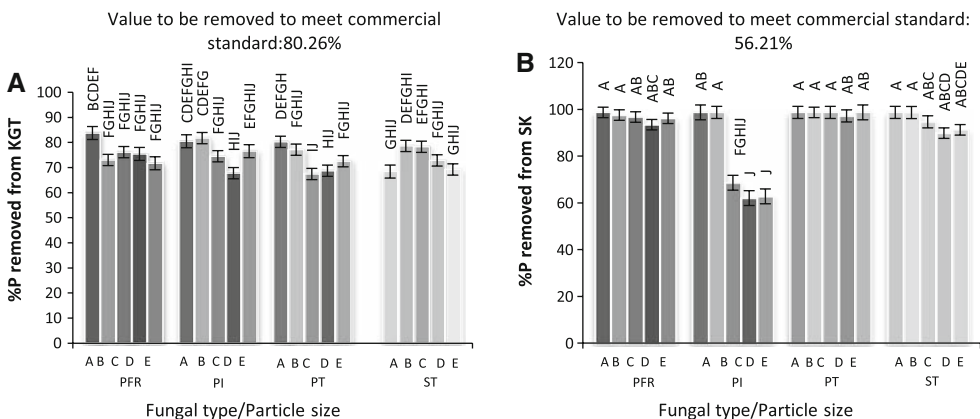 Value to be removed to meet commercial
standard:80.26%
A
%P removed from KGT
100
90
80
70
60
50
40
30
20
10
0
BCDEF
FGHIJ
FGHIJ
FGHIJ
FGHIJ
CDEFGHI
CDEFG
FGHIJ
HIJ
EFGHIJ
DEFGH
FGHIJ
IJ
HIJ
FGHIJ
GHIJ
DEFGHI
EFGHI
FGHIJ
GHIJ
A B C D E
A B C D E
A B C D E
A B C D E
PFR
PI
PT
ST
Fungal type/Particle size
Value to be removed to meet commercial standard:
56.21%
B
%P removed from SK
120
100
80
60
40
20
0
A
A
AB
ABC
AB
AB
A
FGHIJ
J
J
A
A
A
AB
AB
A
A
ABC
ABCD
ABCDE
A B C D E
A B C D E
A B C D E
A B C D E
PFR
PI
PT
ST
Fungal type/Particle size